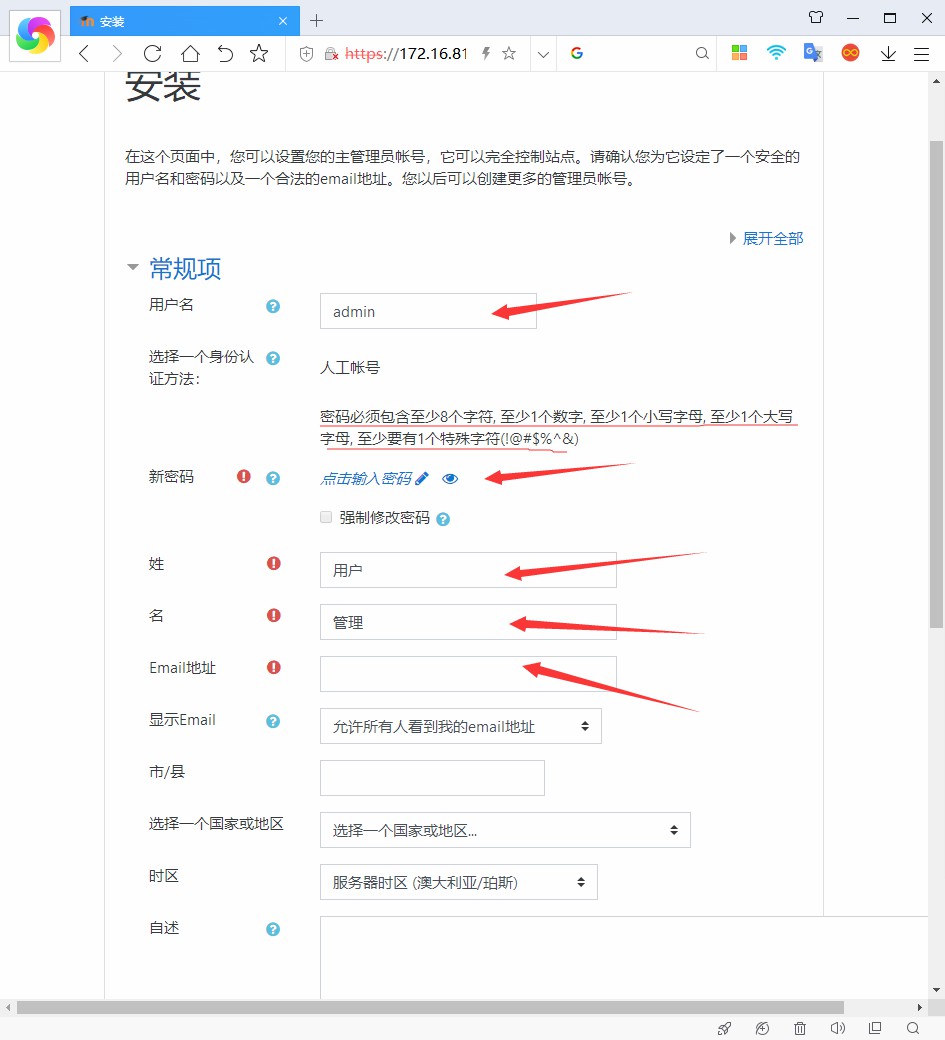 安装
https://172.16.81
安装
在这个页面中，您可以设置您的主管理员帐号，它可以完全控制站点。请确认您为它设定了一个安全的
用户名和密码以及一个合法的email地址。您以后可以创建更多的管理员帐号。
展开全部
常规项
用户名
admin
选择一个身份认
证方法:
人工帐号
密码必须包含至少8个字符, 至少1个数字, 至少1个小写字母, 至少1个大写
字母, 至少要有1个特殊字符(!@#$%^&)
新密码
点击输入密码
强制修改密码
姓
用户
名
管理
Email地址
显示Email
允许所有人看到我的email地址
市/县
选择一个国家或地区
选择一个国家或地区...
时区
服务器时区 (澳大利亚/珀斯)
自述